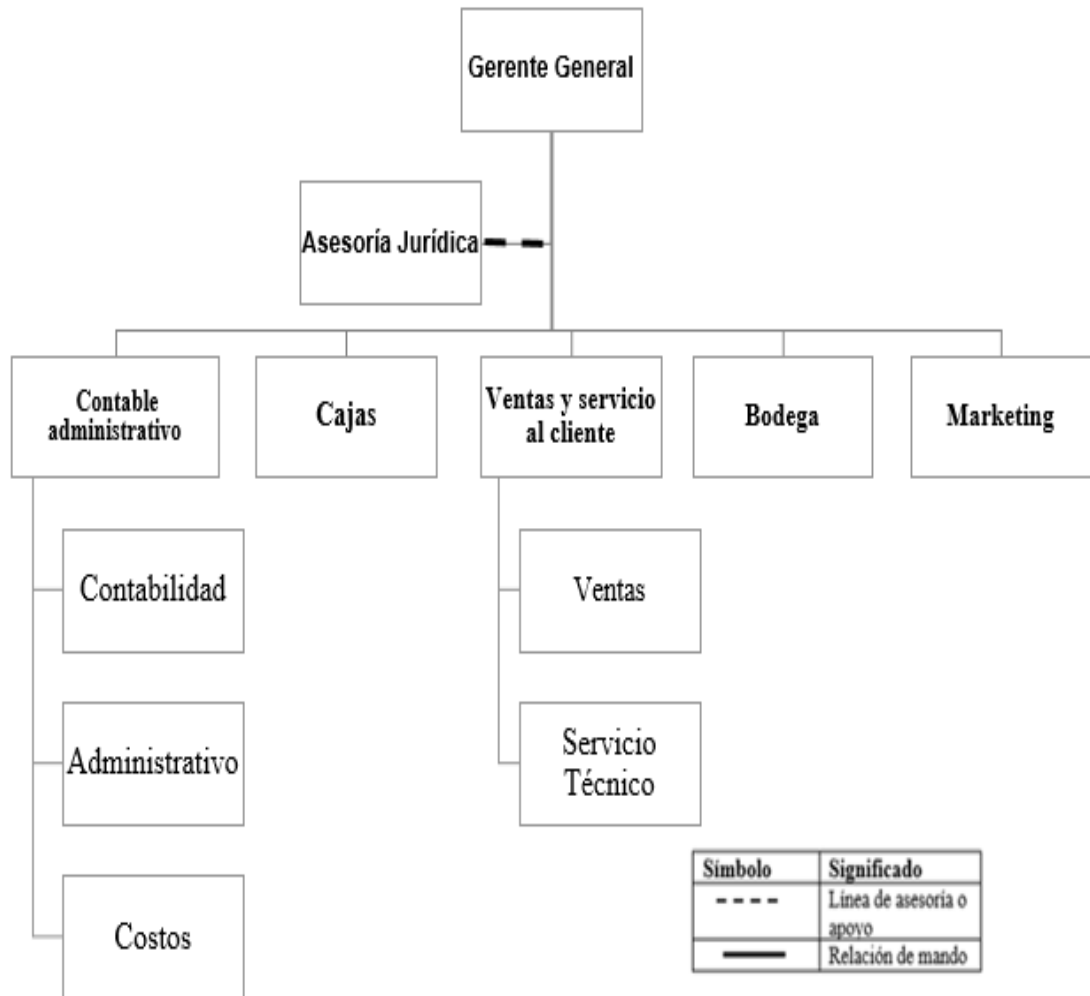 Gerente General
Asesoría Jurídica
Contable
administrativo
Cajas
Ventas y servicio
al cliente
Bodega
Marketing
Contabilidad
Ventas
Administrativo
Servicio
Técnico
Costos
Símbolo Significado
Línea de asesoría o
apoyo
Relación de mando